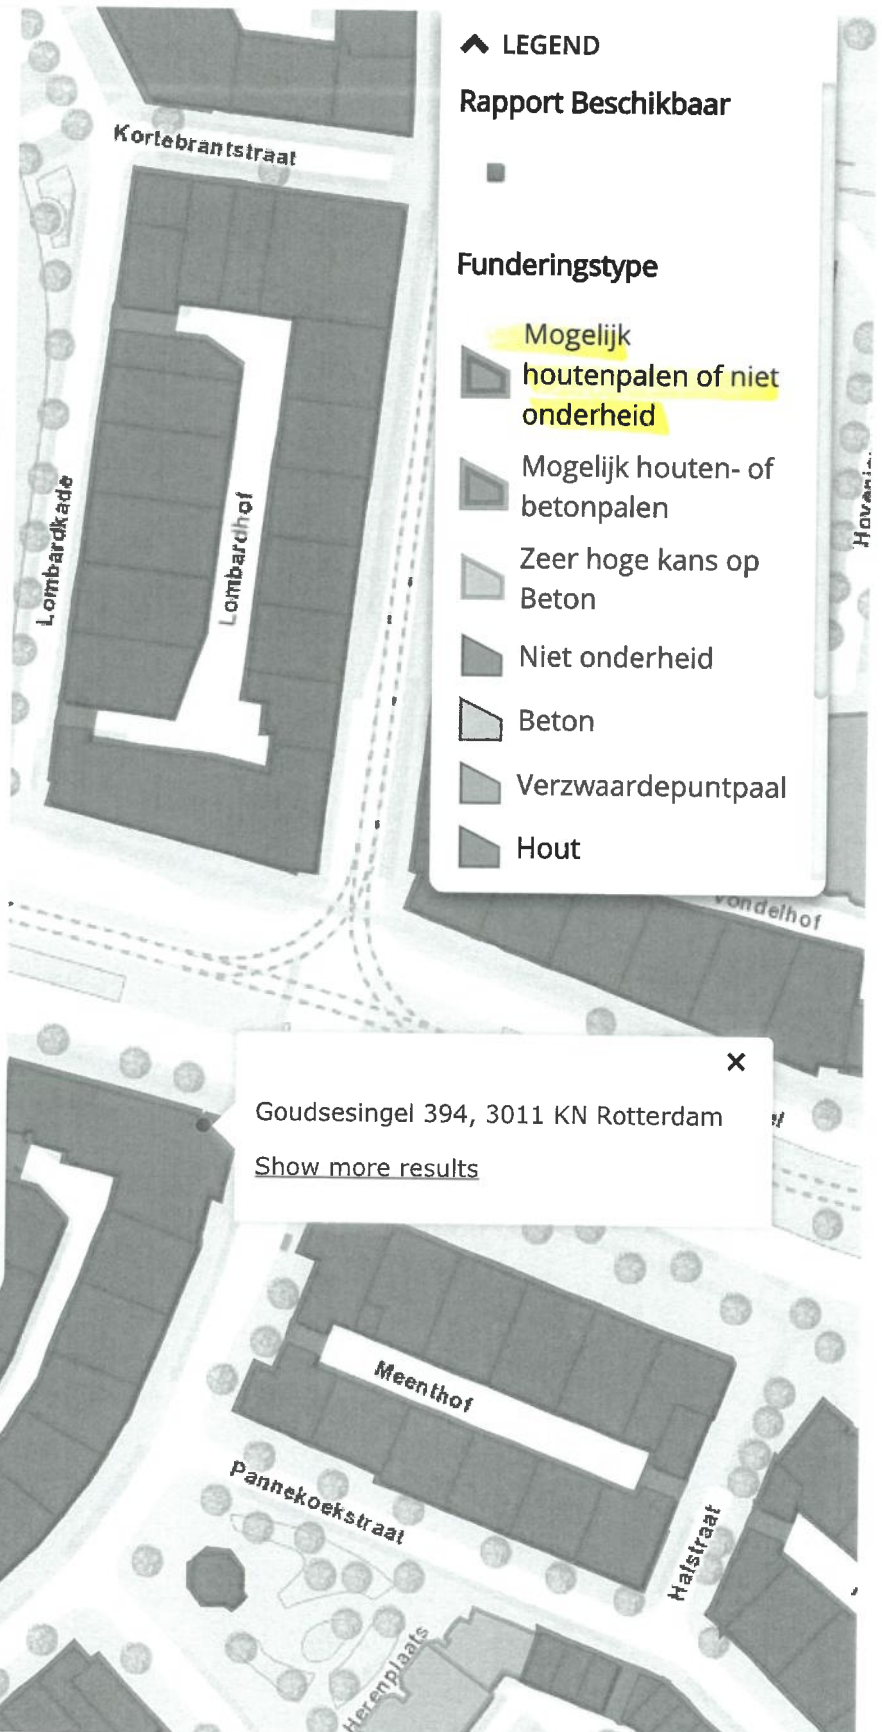 LEGEND
Rapport Beschikbaar
Kortebrantstraat
Funderingstype
Mogelijk
houtenpalen of niet
onderheid
Mogelijk houten- of
betonpalen
Zeer hoge kans op
Beton
Niet onderheid
Beton
Verzwaardepuntpaal
Hout
Lombardkade
Lombardhof
Vondelhof
Goudsesingel 394, 3011 KN Rotterdam
Show more results
Meenthof
Pannekoekstraat
Halstraat
Herenplaats